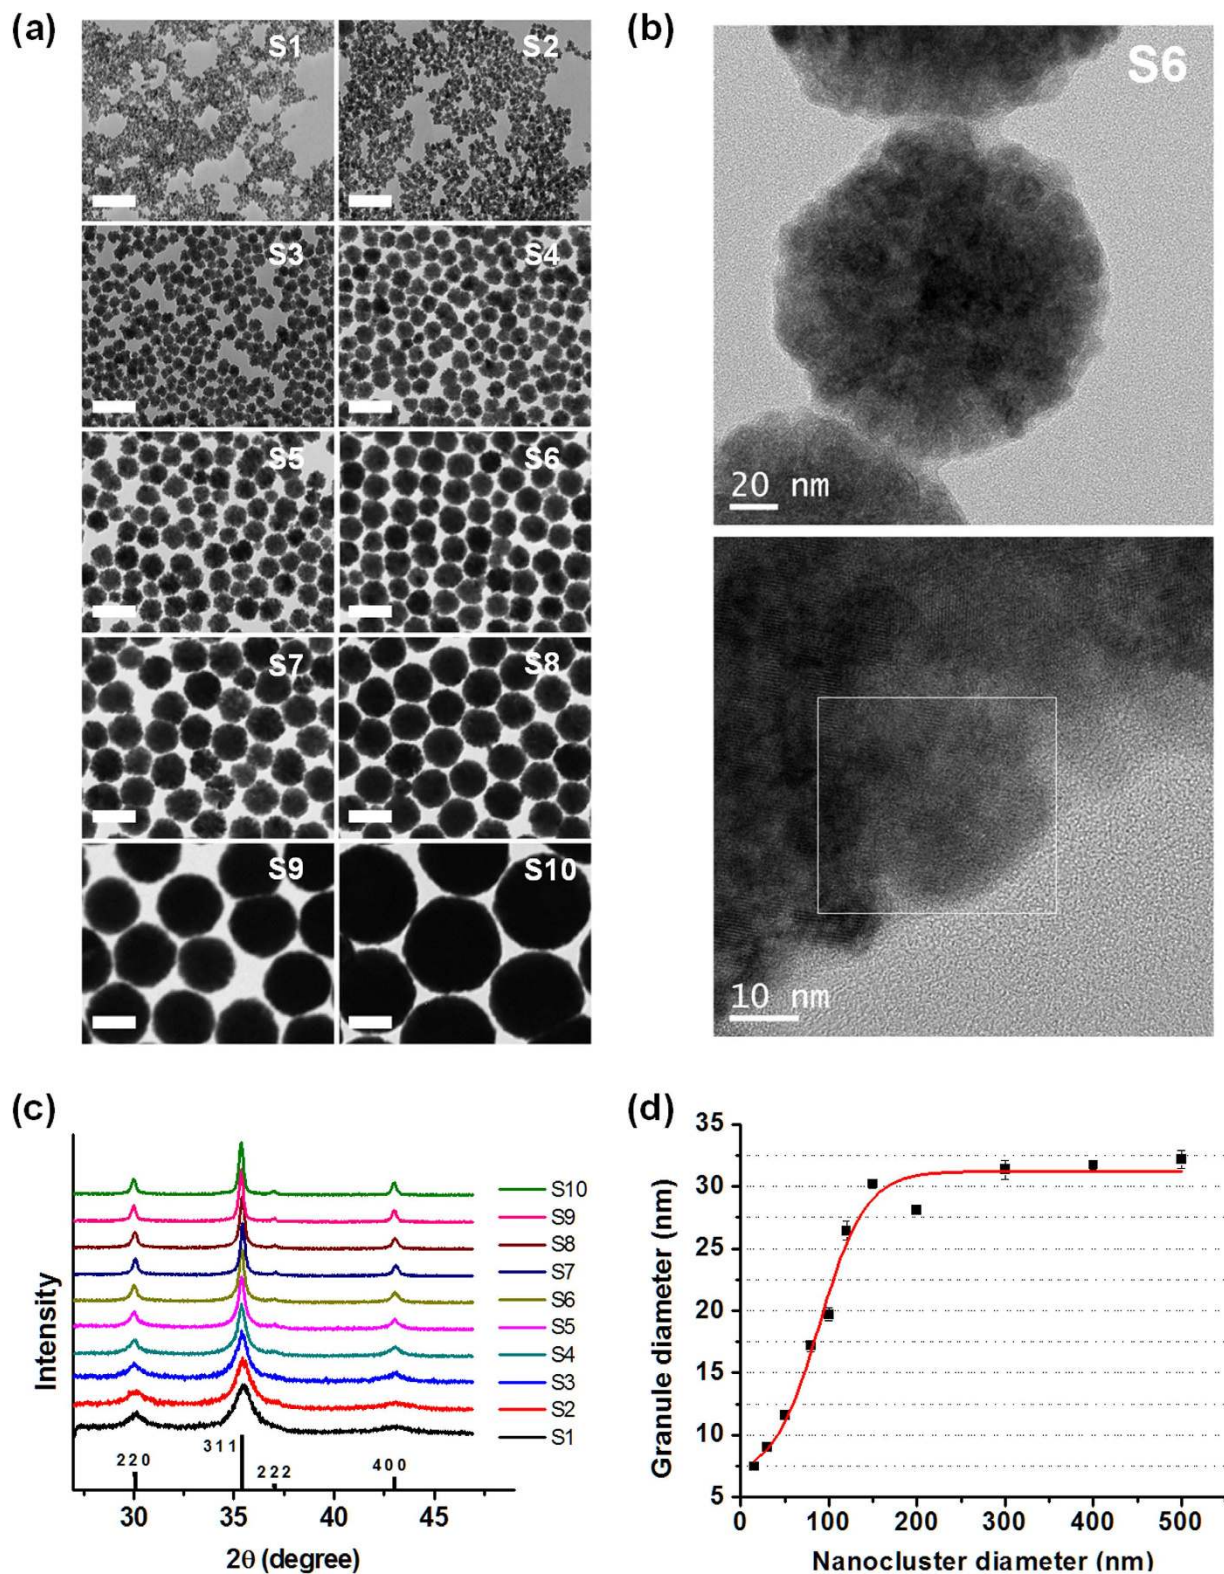 (a)
S1
S2
S3
S4
S5
S6
S7
S8
S9
S10
(b)
S6
20 nm
10 nm
(c)
Intensity
S10
S9
S8
S7
S6
S5
S4
S3
S2
S1
220
311
222
400
30 35 40 45
2θ (degree)
(d)
Granule diameter (nm)
35
30
25
20
15
10
5
0 100 200 300 400 500
Nanocluster diameter (nm)